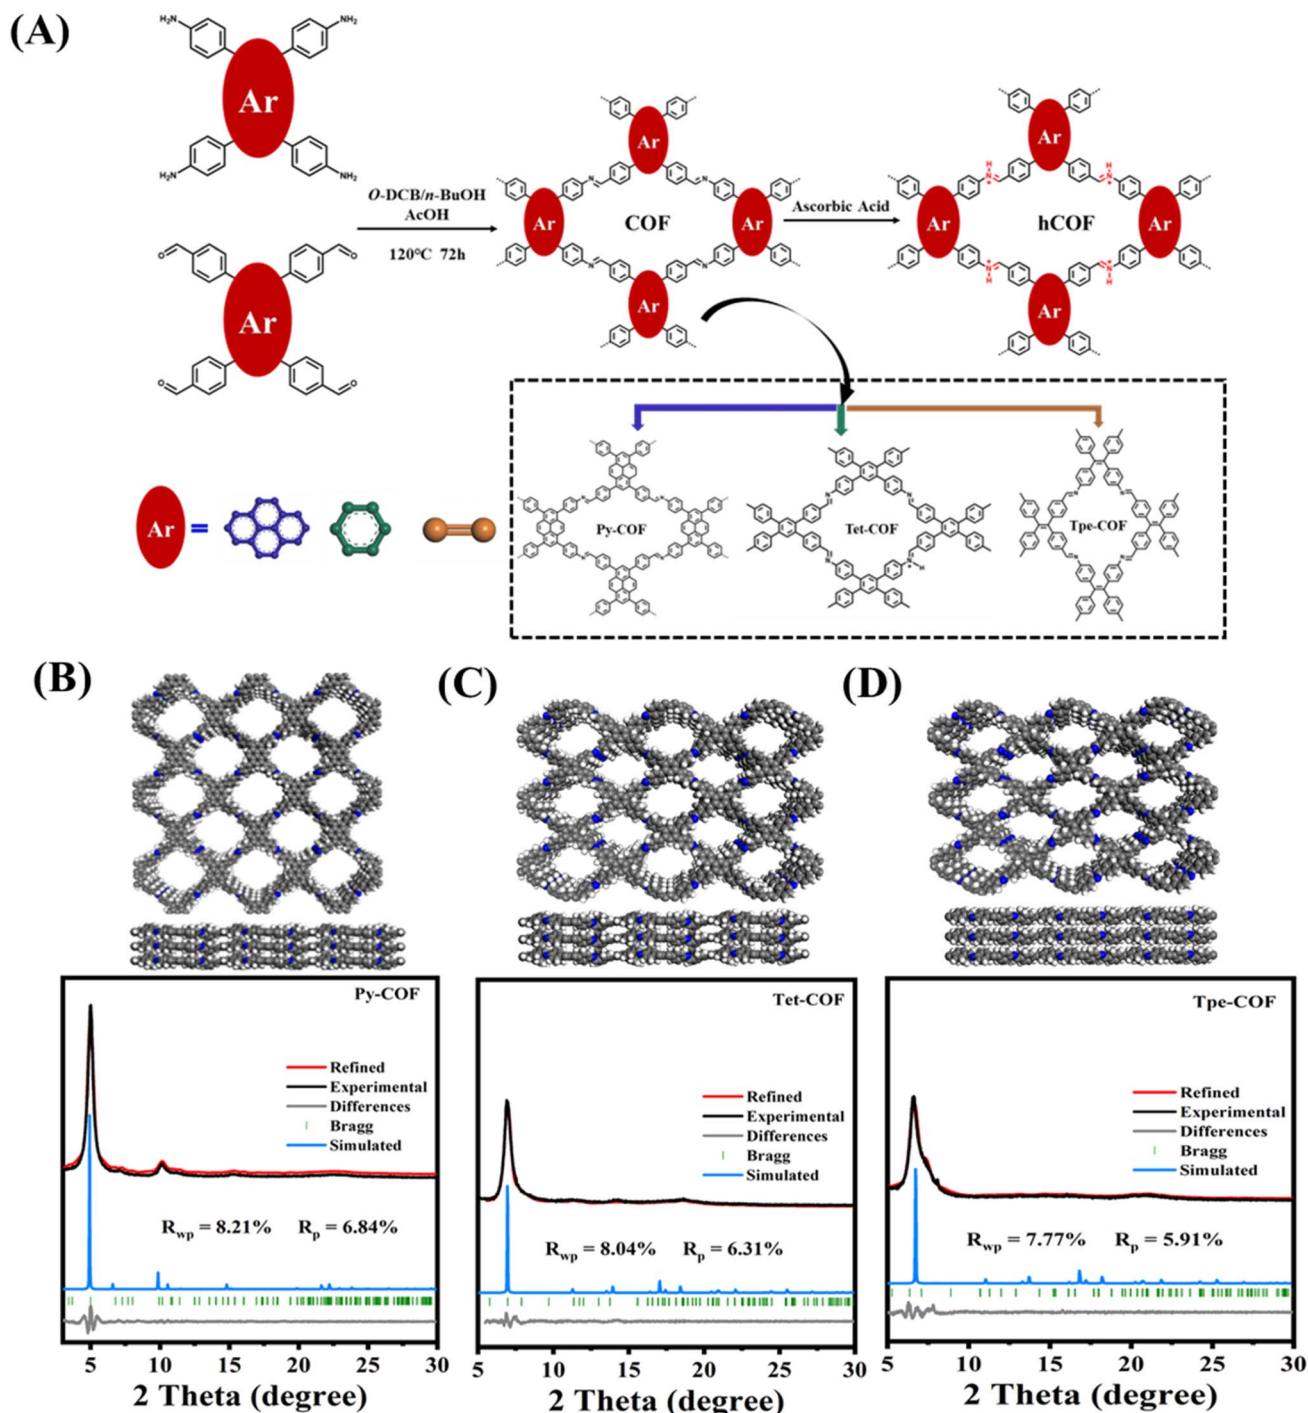 (A)
H₂N
NH₂
Ar
H₂N
NH₂
O
O
Ar
O
O
O-DCB/n-BuOH
AcOH
120°C 72h
Ar
N
N
Ar
COF
Ar
N
N
Ar
Ascorbic Acid
Ar
H
N
+
H
N
+
Ar
hCOF
Ar
N
+
H
N
+
H
Ar
Ar =
N
N
Py-COF
N
N
N
N
Tet-COF
N
N
+
H
N
N
Tpe-COF
N
N
(B)
(C)
(D)
Py-COF
Refined
Experimental
Differences
Bragg
Simulated
Rwp = 8.21% Rp = 6.84%
5 10 15 20 25 30
2 Theta (degree)
Tet-COF
Refined
Experimental
Differences
Bragg
Simulated
Rwp = 8.04% Rp = 6.31%
5 10 15 20 25 30
2 Theta (degree)
Tpe-COF
Refined
Experimental
Differences
Bragg
Simulated
Rwp = 7.77% Rp = 5.91%
5 10 15 20 25 30
2 Theta (degree)